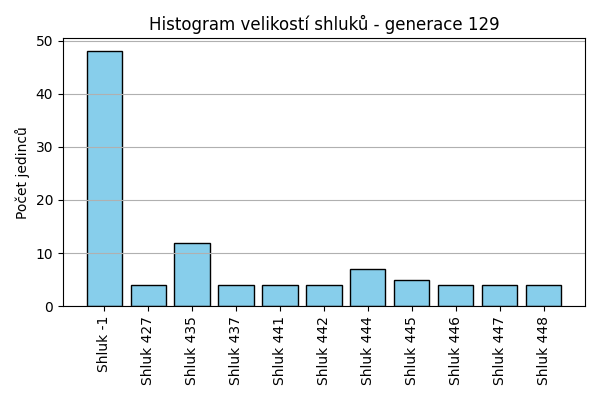 Histogram velikostí shluků - generace 129
Počet jedinců
50
40
30
20
10
0
Shluk -1
Shluk 427
Shluk 435
Shluk 437
Shluk 441
Shluk 442
Shluk 444
Shluk 445
Shluk 446
Shluk 447
Shluk 448